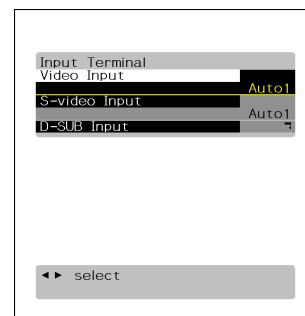 Input Terminal
Video Input
Auto1
S-video Input
Auto1
D-SUB Input
◄► select